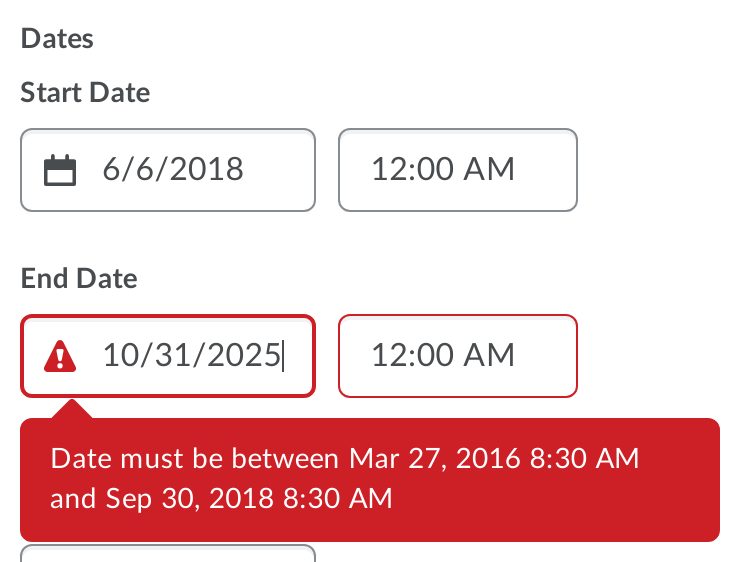 Dates
Start Date
6/6/2018 12:00 AM
End Date
10/31/2025 12:00 AM
Date must be between Mar 27, 2016 8:30 AM
and Sep 30, 2018 8:30 AM